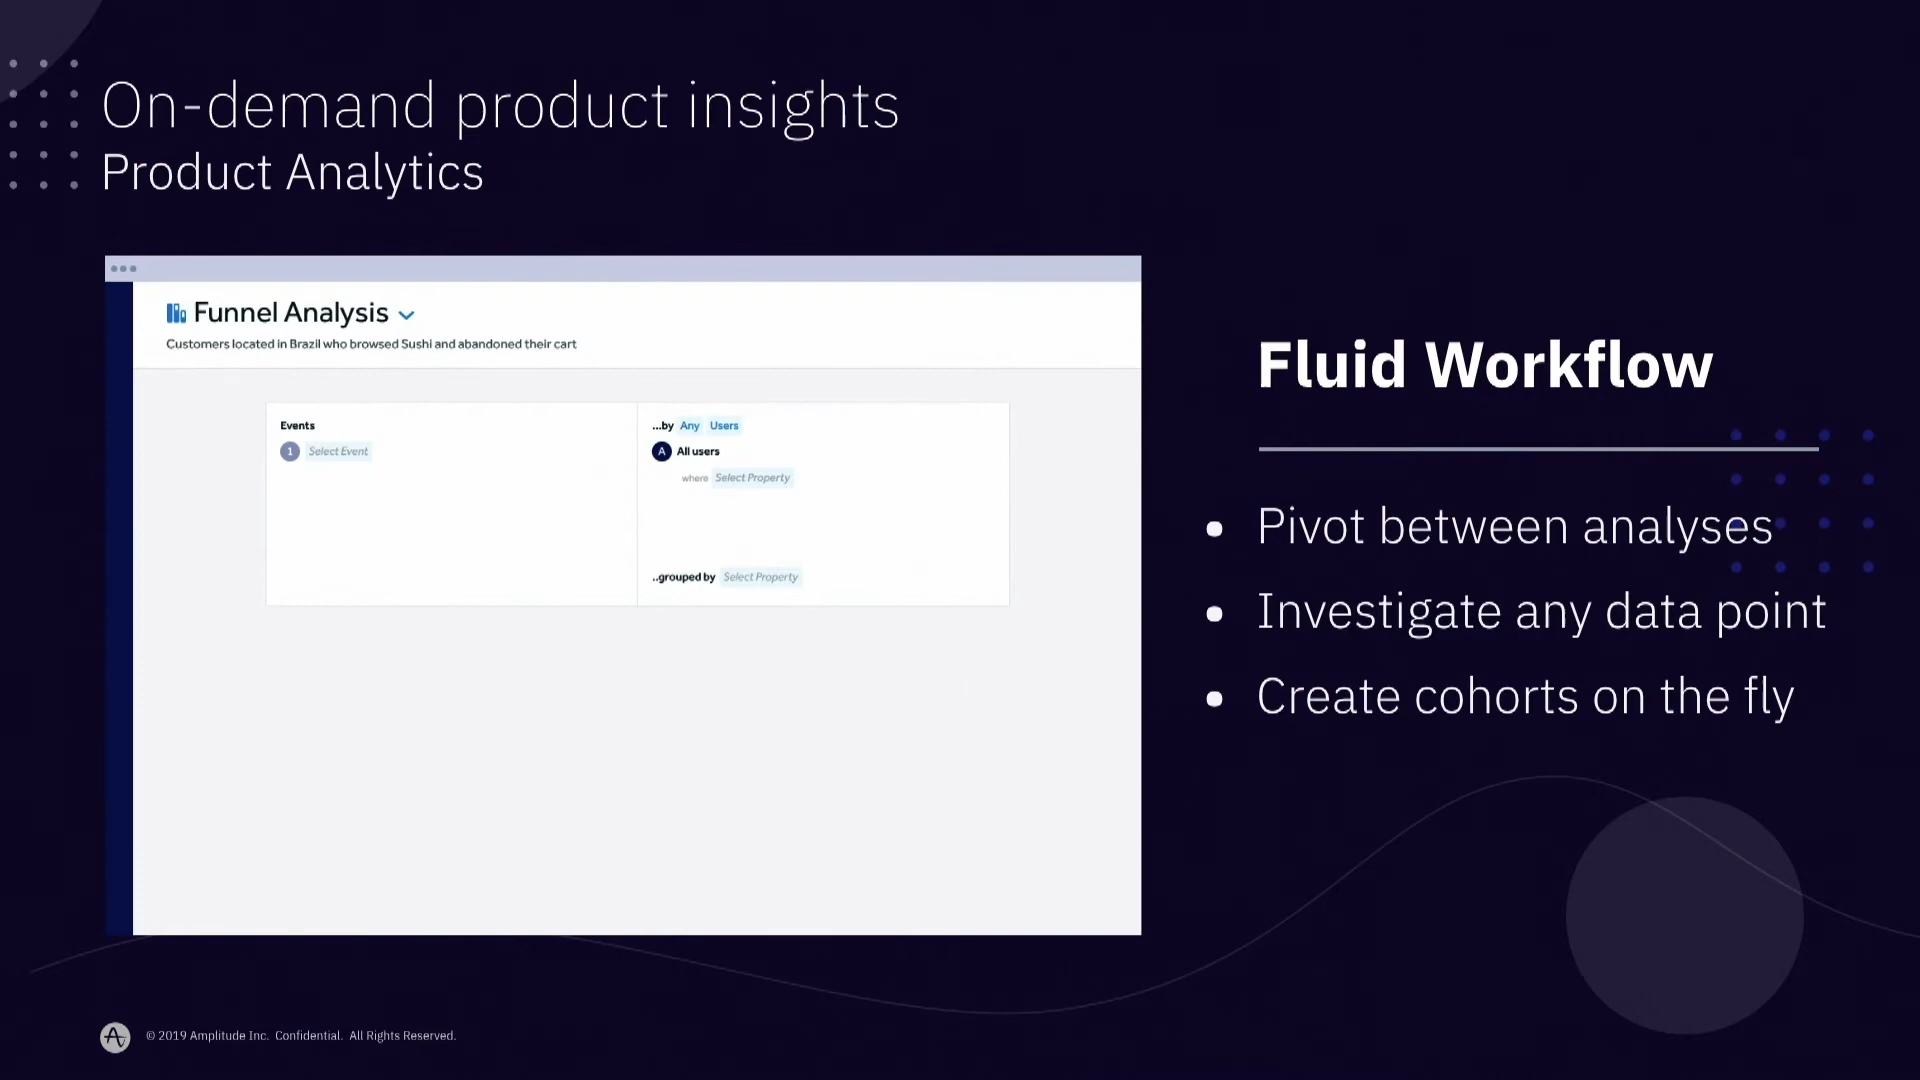 On-demand product insights
Product Analytics
Funnel Analysis
Customers located in Brazil who browsed Sushi and abandoned their cart
Events
1 Select Event
...by Any Users
A All users
where Select Property
..grouped by Select Property
Fluid Workflow
• Pivot between analyses
• Investigate any data point
• Create cohorts on the fly
© 2019 Amplitude Inc. Confidential. All Rights Reserved.